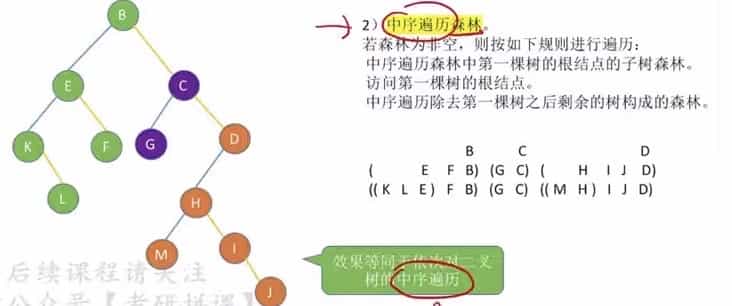 B
E
C
K
F
G
D
L
H
M
I
J
2）中序遍历森林。
若森林为非空，则按如下规则进行遍历：
中序遍历森林中第一棵树的根结点的子树森林。
访问第一棵树的根结点。
中序遍历除去第一棵树之后剩余的树构成的森林。
B C D
( E F B) (G C) ( H I J D)
((K L E) F B) (G C) ((M H) I J D)
效果等同于依次对二叉
树的中序遍历
后续课程请关注
公众号【考研